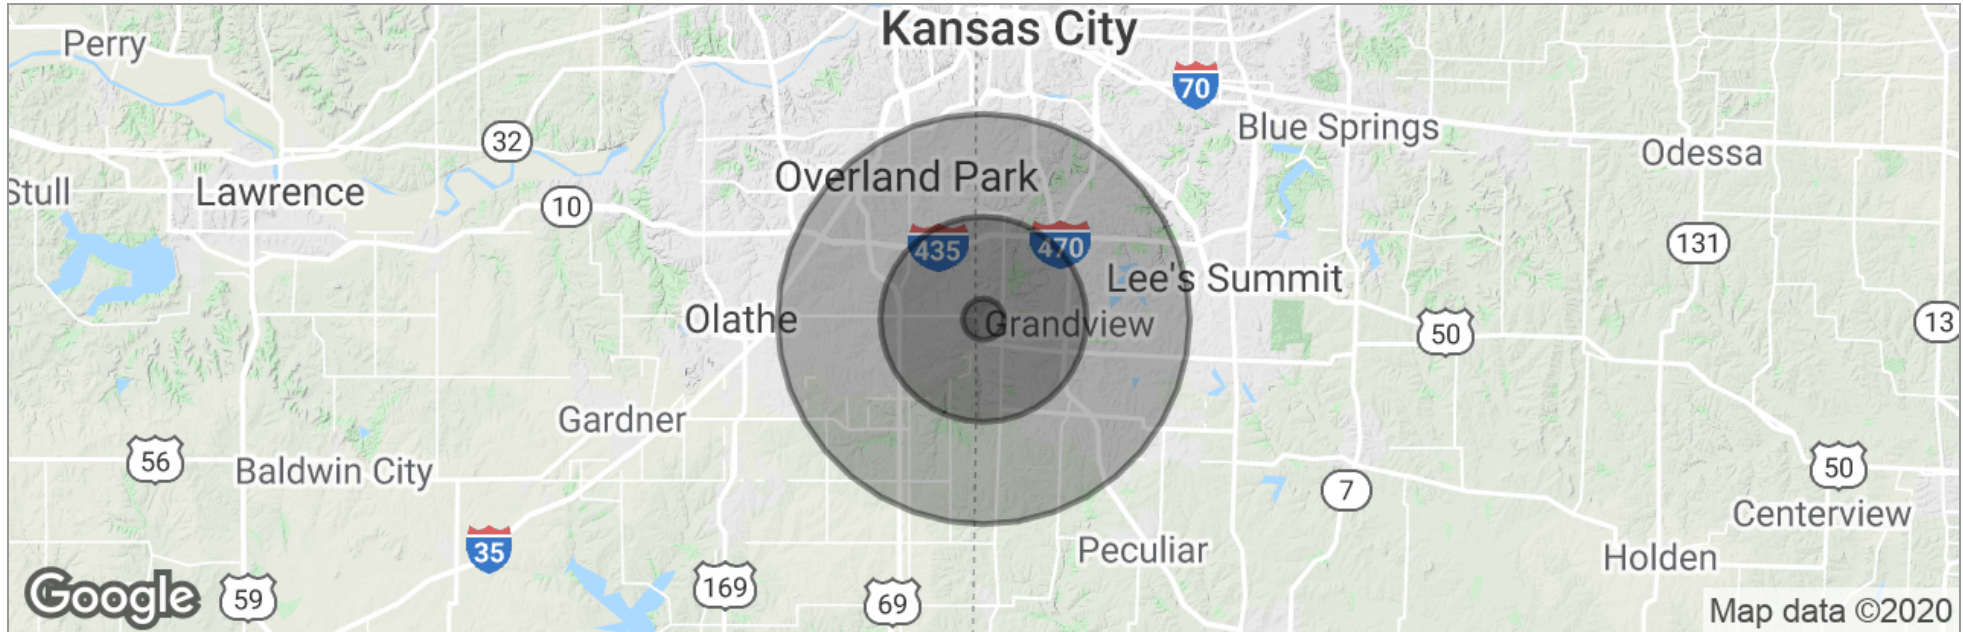 Kansas City
Perry
70
Blue Springs
32
Odessa
Overland Park
Stull
Lawrence
10
435
470
131
Lee's Summit
Olathe
Grandview
50
13
Gardner
56
Baldwin City
50
7
Centerview
35
Peculiar
Holden
Google
59
169
69
Map data ©2020